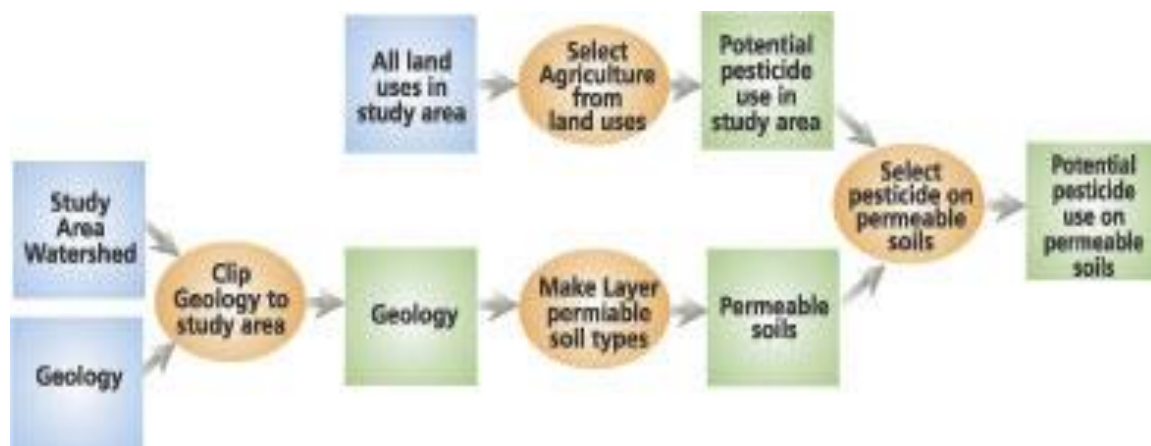 All land
uses in
study area
Select
Agriculture
from
land uses
Potential
pesticide
use in
study area
Study
Area
Watershed
Geology
Clip
Geology to
study area
Geology
Make Layer
permiable
soil types
Permeable
soils
Select
pesticide on
permeable
soils
Potential
pesticide
use on
permeable
soils